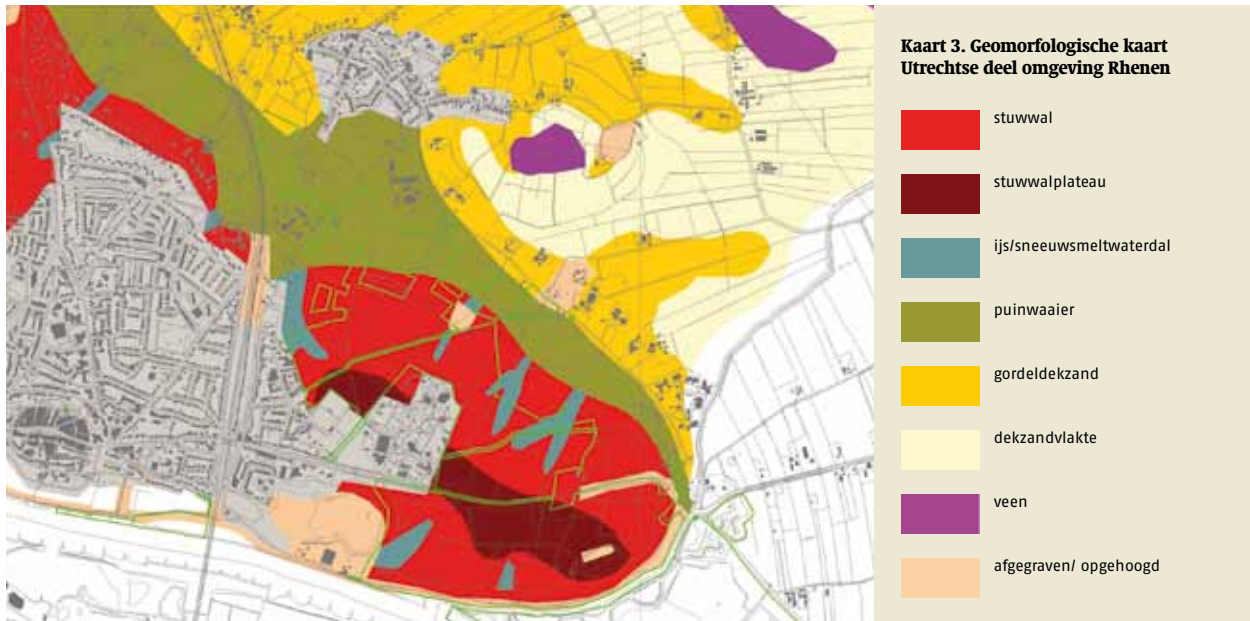 Kaart 3. Geomorfologische kaart
Utrechtse deel omgeving Rhenen
stuwwal
stuwwalplateau
ijs/sneeuwsmeltwaterdal
puinwaaier
gordeldekzand
dekzandvlakte
veen
afgegraven/ opgehoogd